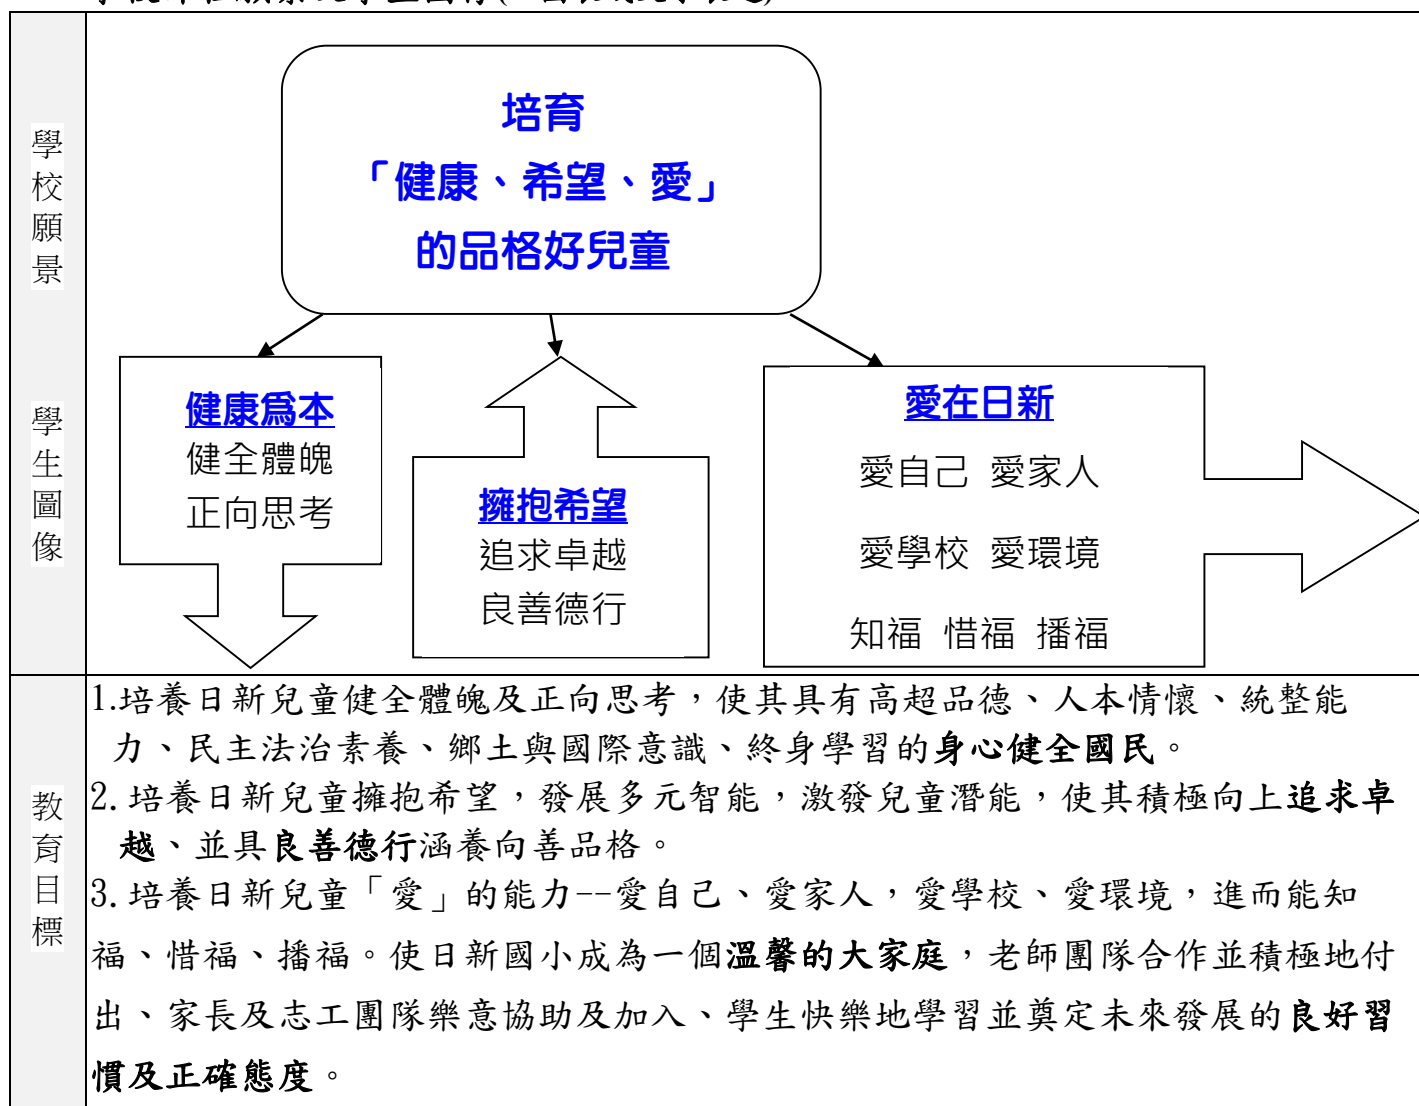 學校願景
培育
「健康、希望、愛」
的品格好兒童
學生圖像
健康為本
健全體魄
正向思考
擁抱希望
追求卓越
良善德行
愛在日新
愛自己 愛家人
愛學校 愛環境
知福 惜福 播福
教育目標
1.培養日新兒童健全體魄及正向思考，使其具有高超品德、人本情懷、統整能
力、民主法治素養、鄉土與國際意識、終身學習的身心健全國民。
2.培養日新兒童擁抱希望，發展多元智能，激發兒童潛能，使其積極向上追求卓
越、並具良善德行涵養向善品格。
3.培養日新兒童「愛」的能力--愛自己、愛家人，愛學校、愛環境，進而能知
福、惜福、播福。使日新國小成為一個溫馨的大家庭，老師團隊合作並積極地付
出、家長及志工團隊樂意協助及加入、學生快樂地學習並奠定未來發展的良好習
慣及正確態度。